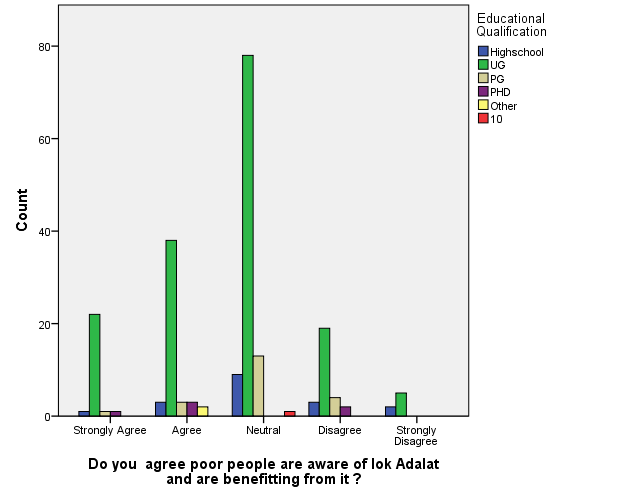 Educational
Qualification
Highschool
UG
PG
PHD
Other
10
80
60
40
20
0
Count
Strongly Agree
Agree
Neutral
Disagree
Strongly
Disagree
Do you agree poor people are aware of lok Adalat
and are benefitting from it ?